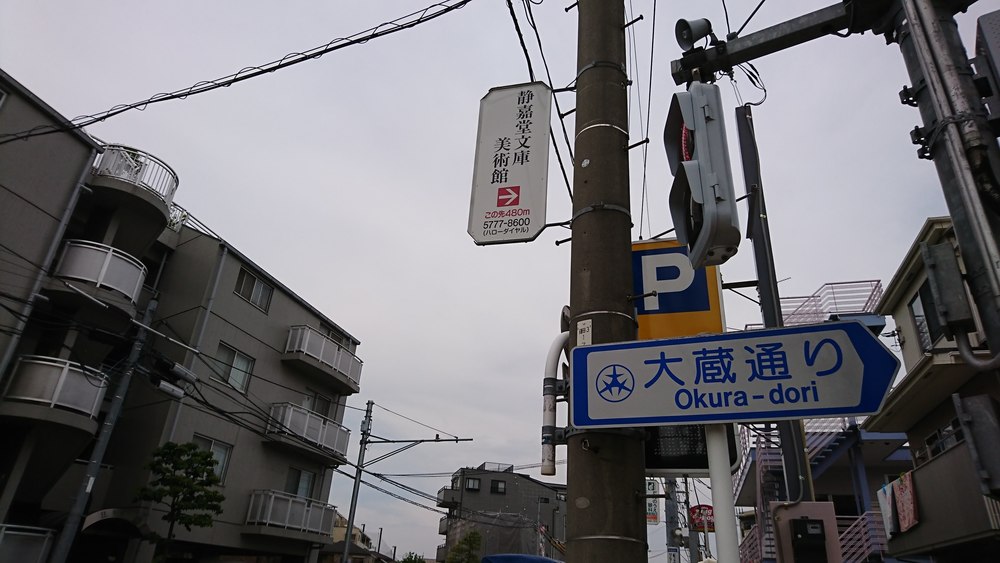 静嘉堂文庫
美術館
この先480m
5777-8600
(ハローダイヤル)
P
大蔵通り
Okura-dori